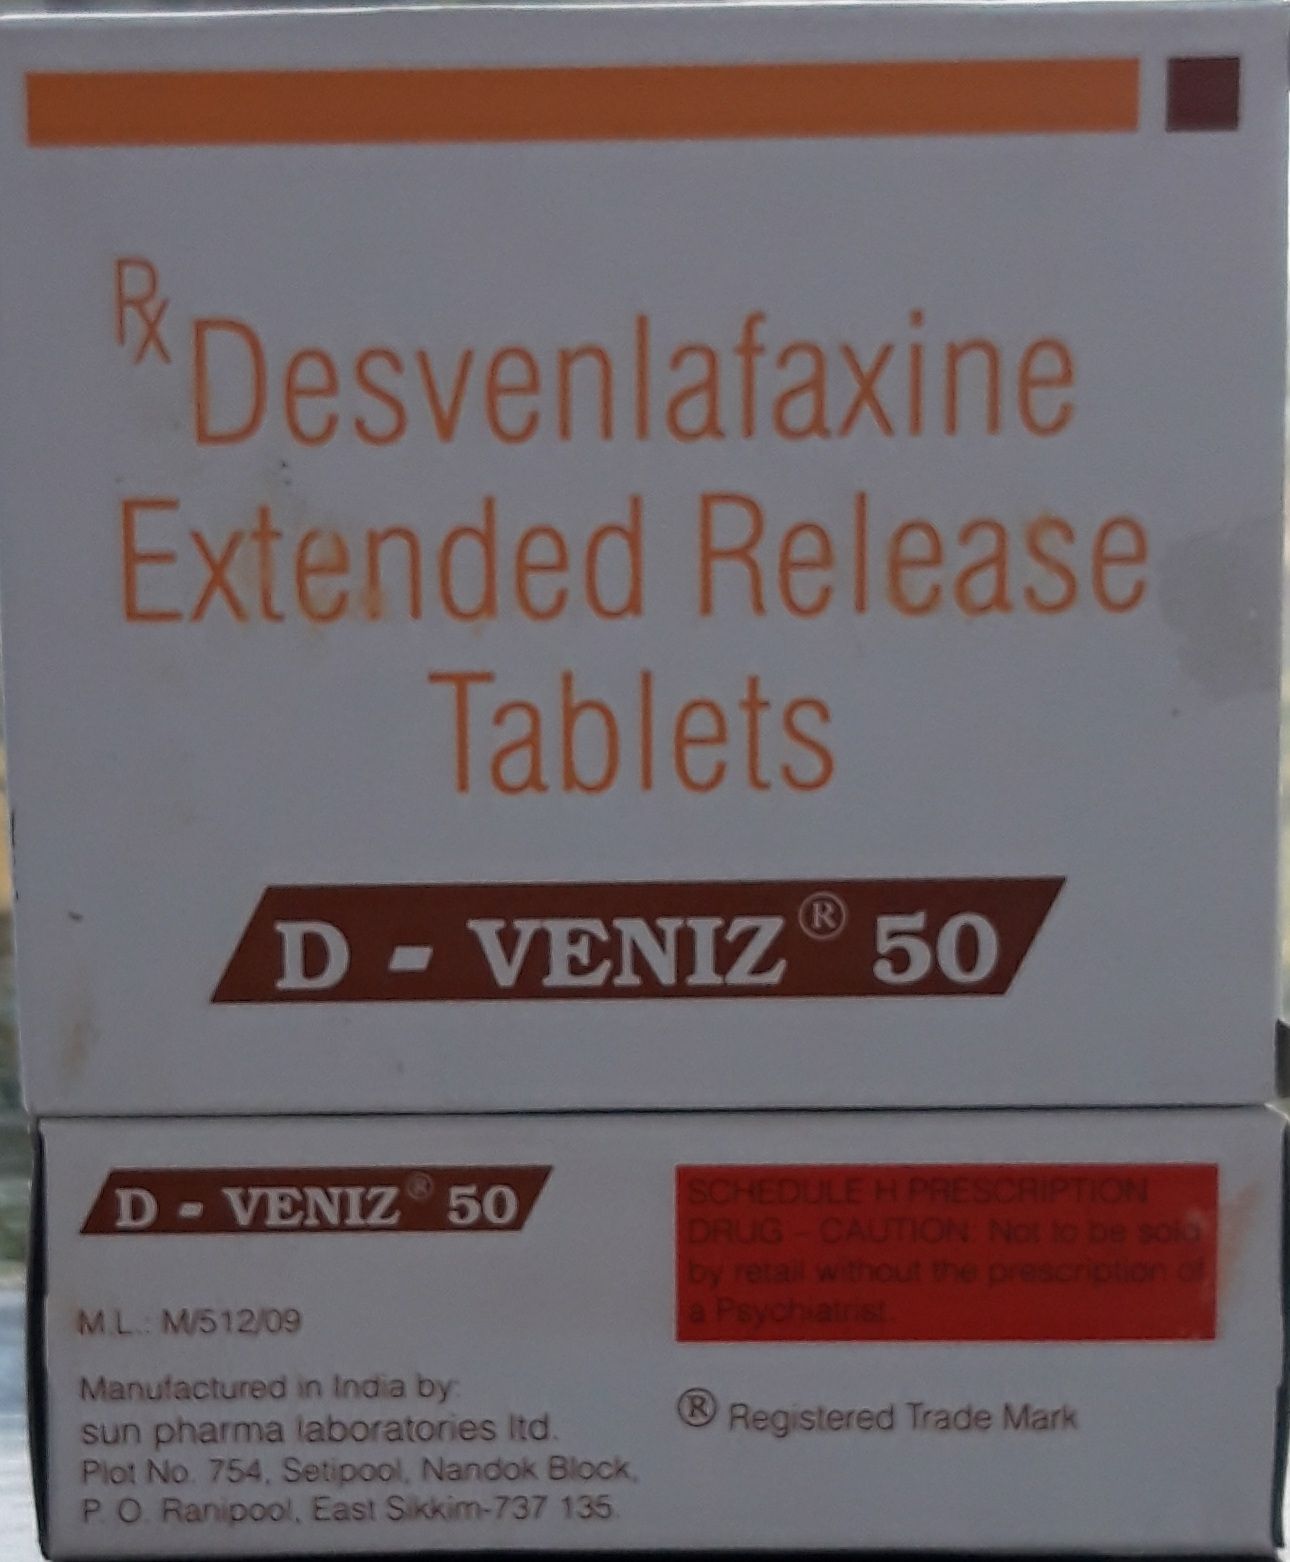 Rx Desvenlafaxine
Extended Release
Tablets
D - VENIZ® 50
D - VENIZ® 50
M.L.: M/512/09
Manufactured in India by:
sun pharma laboratories ltd.
Plot No. 754, Setipool, Nandok Block,
P. O. Ranipool, East Sikkim-737 135.
SCHEDULE H PRESCRIPTION
DRUG - CAUTION: Not to be sold
by retail without the prescription of
a Psychiatrist.
® Registered Trade Mark